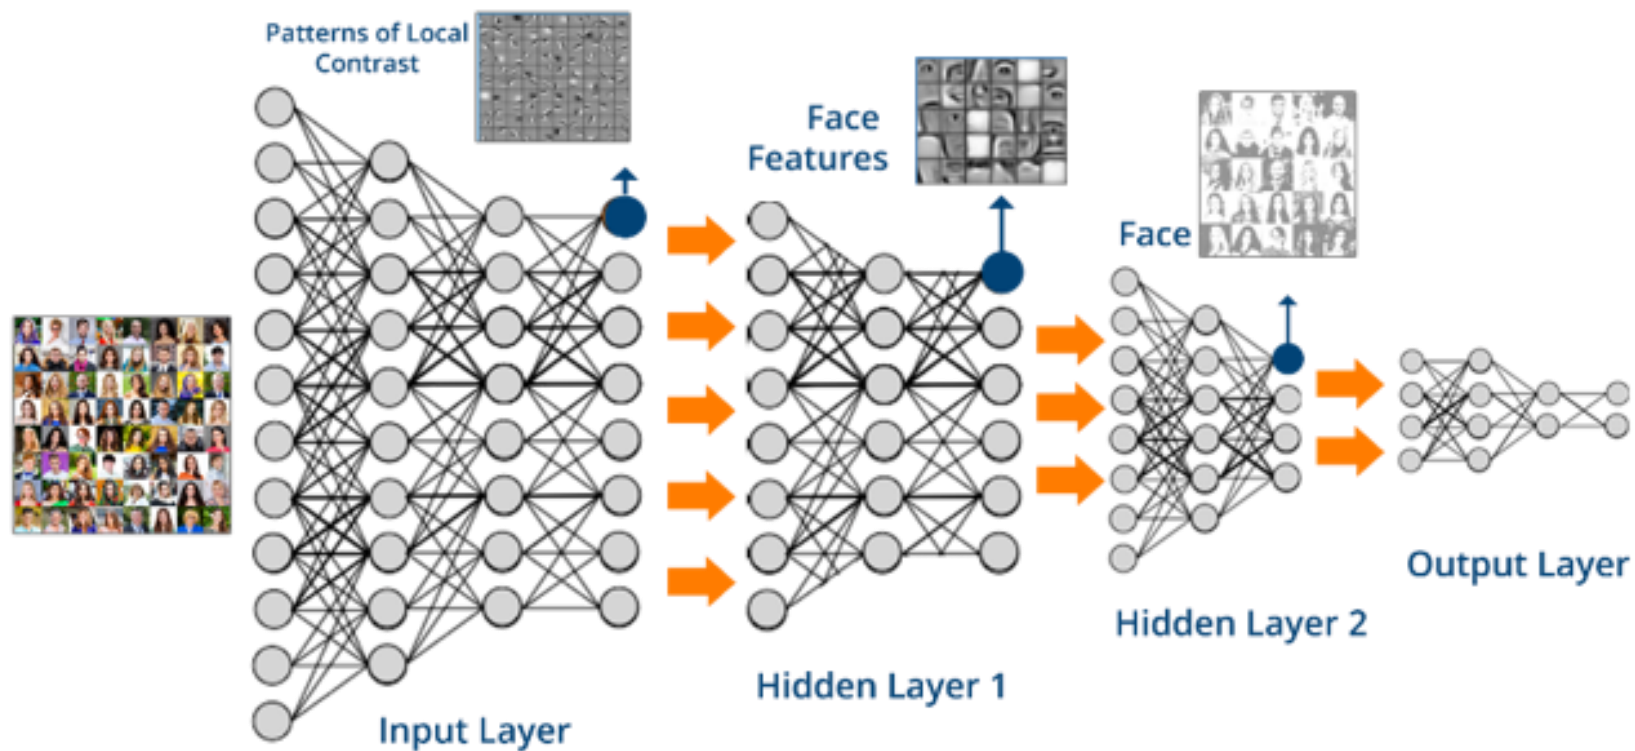 Patterns of Local
Contrast
Face
Features
Face
Input Layer
Hidden Layer 1
Hidden Layer 2
Output Layer